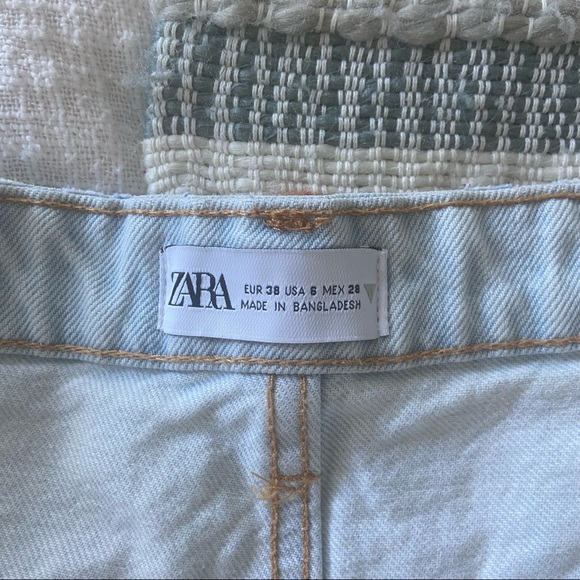 ZARA
EUR 38 USA 6 MEX 28
MADE IN BANGLADESH